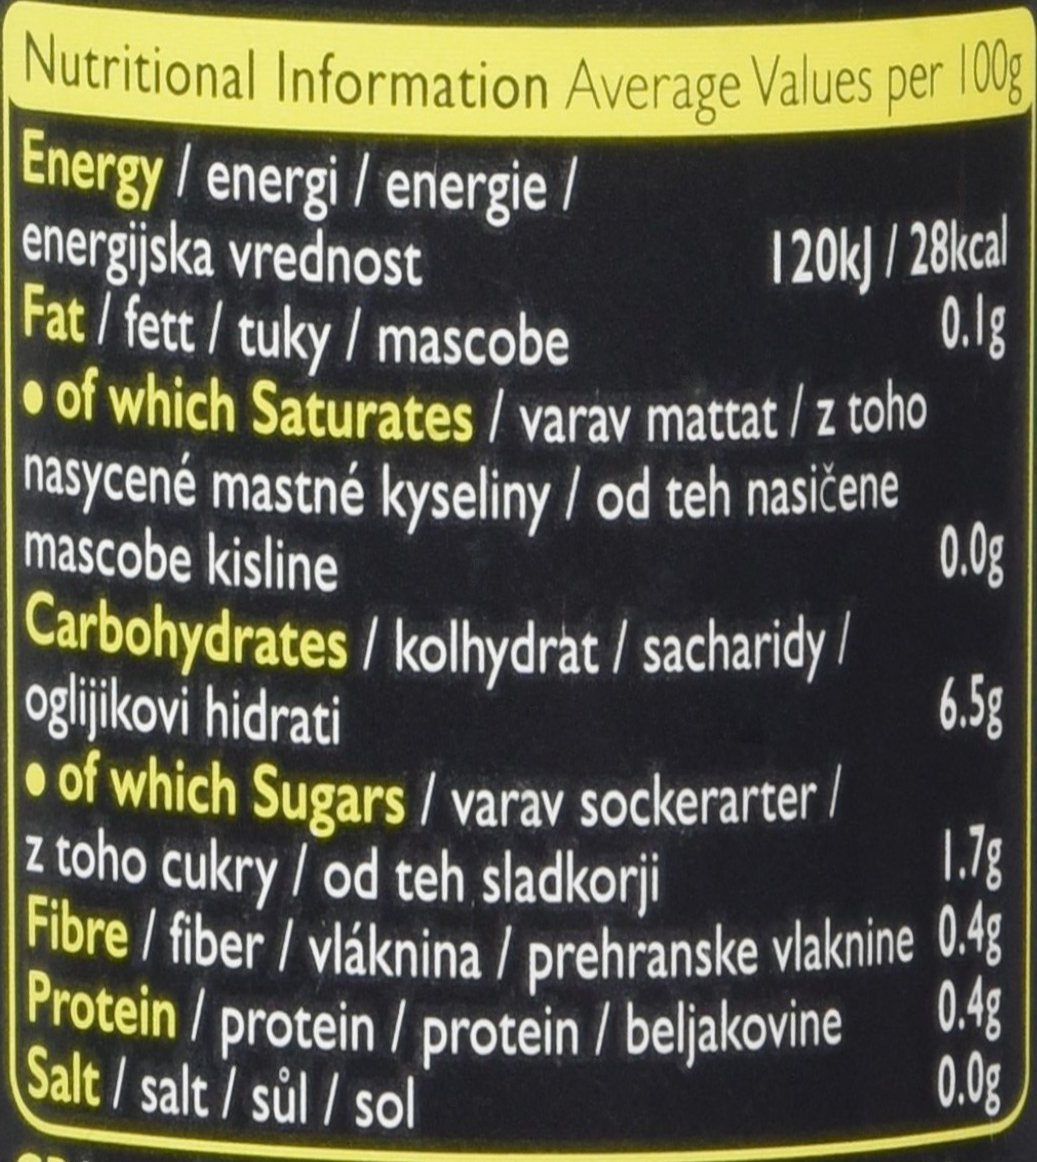 Nutritional Information Average Values per 100g
Energy / energi / energie /
energijska vrednost 120kJ / 28kcal
Fat / fett / tuky / mascobe 0.1g
• of which Saturates / varav mattat / z toho
nasycené mastné kyseliny / od teh nasičene
mascobe kisline 0.0g
Carbohydrates / kolhydrat / sacharidy /
oglijikovi hidrati 6.5g
• of which Sugars / varav sockerarter /
z toho cukry / od teh sladkorji 1.7g
Fibre / fiber / vláknina / prehranske vlaknine 0.4g
Protein / protein / protein / beljakovine 0.4g
Salt / salt / sůl / sol 0.0g